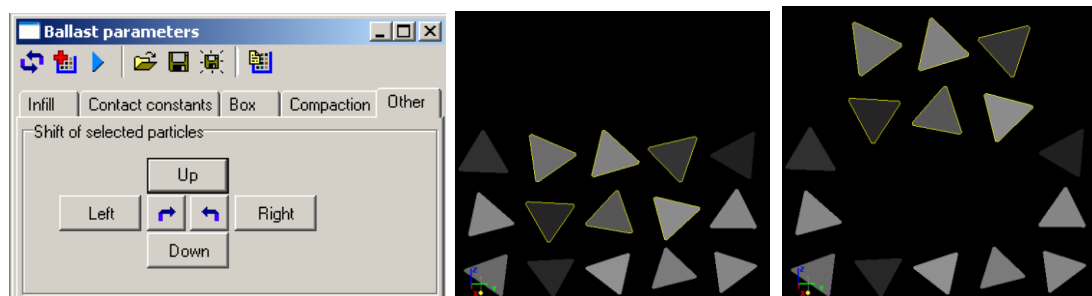 Ballast parameters
Infill
Contact constants
Box
Compaction
Other
Shift of selected particles
Up
Left
Right
Down